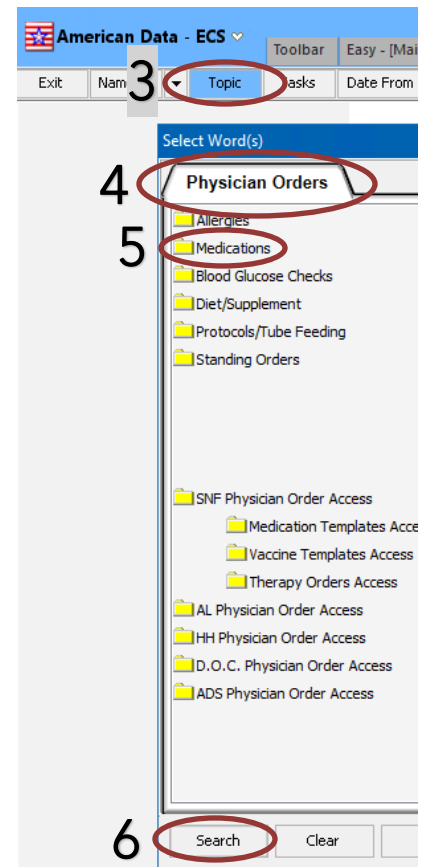 American Data - ECS
Toolbar Easy - [Mai
3
Exit Nam Topic Tasks Date From
Select Word(s)
4 Physician Orders
Allergies
5 Medications
Blood Glucose Checks
Diet/Supplement
Protocols/Tube Feeding
Standing Orders
SNF Physician Order Access
Medication Templates Acce
Vaccine Templates Access
Therapy Orders Access
AL Physician Order Access
HH Physician Order Access
D.O.C. Physician Order Access
ADS Physician Order Access
6 Search Clear